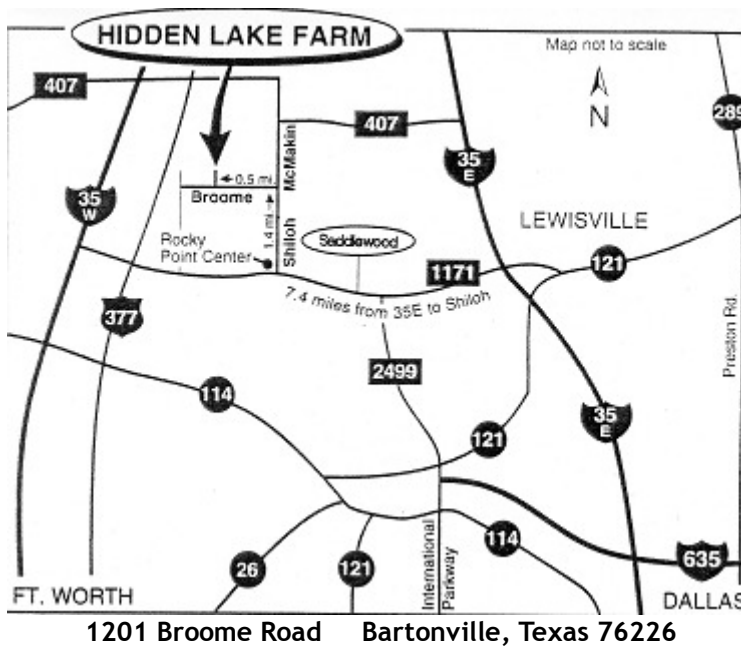 HIDDEN LAKE FARM
Map not to scale
N
407
407
289
35
W
35
E
McMakin
Shiloh
0.5 mi.
Broome
1.4 mi.
Rocky
Point Center
Saddlewood
LEWISVILLE
1171
121
7.4 miles from 35E to Shiloh
377
2499
Preston Rd.
114
35
E
121
114
26
121
International
Parkway
635
FT. WORTH
DALLAS
1201 Broome Road Bartonville, Texas 76226